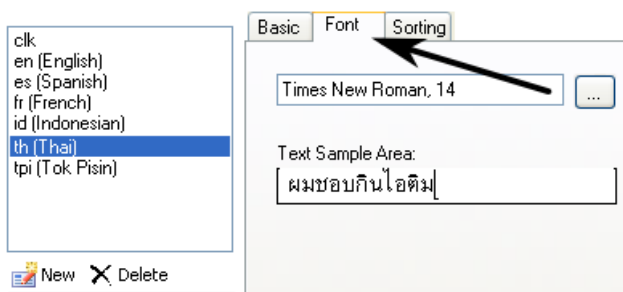 clk
en (English)
es (Spanish)
fr (French)
id (Indonesian)
th (Thai)
tpi (Tok Pisin)
New Delete
Basic Font Sorting
Times New Roman, 14 ...
Text Sample Area:
ผมชอบกินไอติม